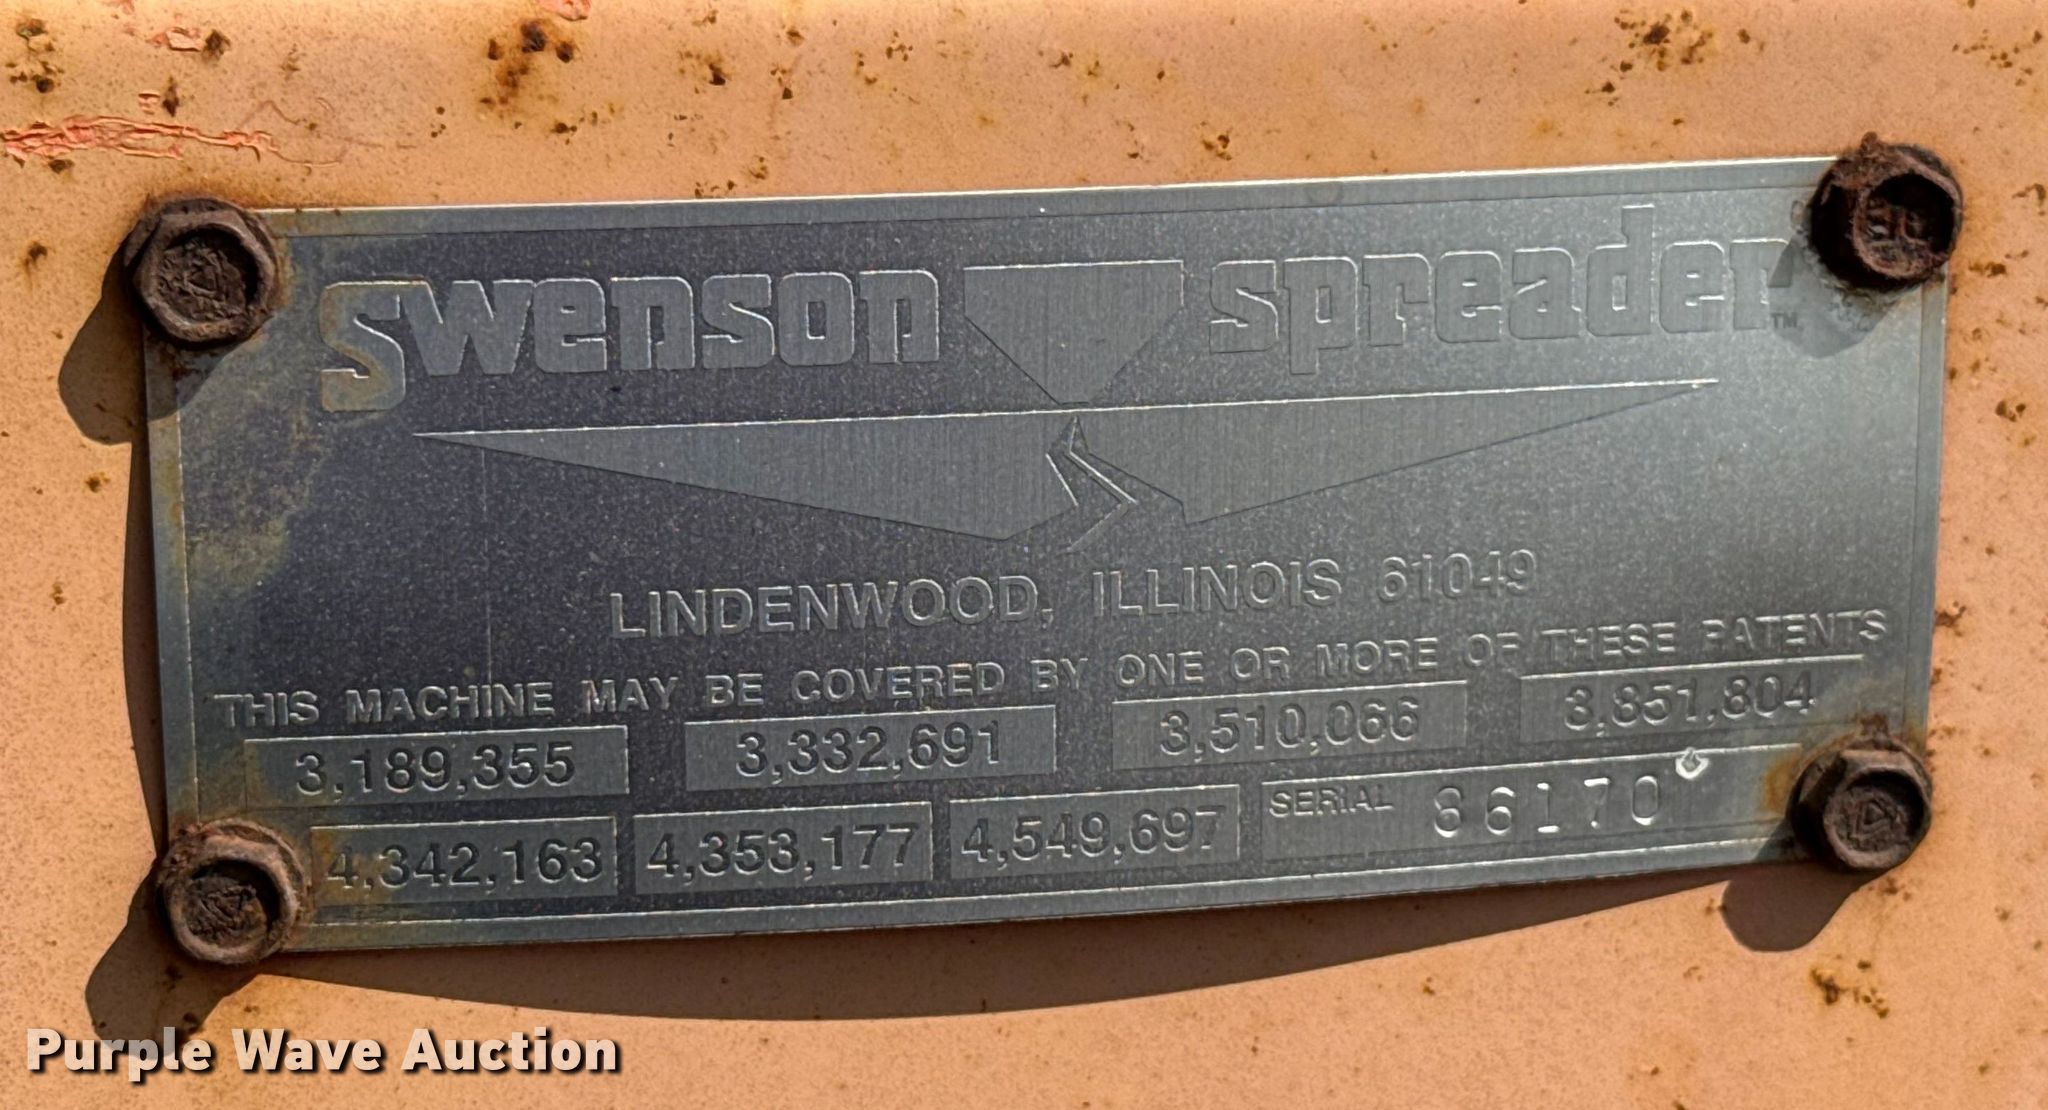 Swenson spreader™
LINDENWOOD, ILLINOIS 61049
THIS MACHINE MAY BE COVERED BY ONE OR MORE OF THESE PATENTS
3,189,355 3,332,691 3,510,066 3,851,804
4,342,163 4,353,177 4,549,697 SERIAL 86170
Purple Wave Auction